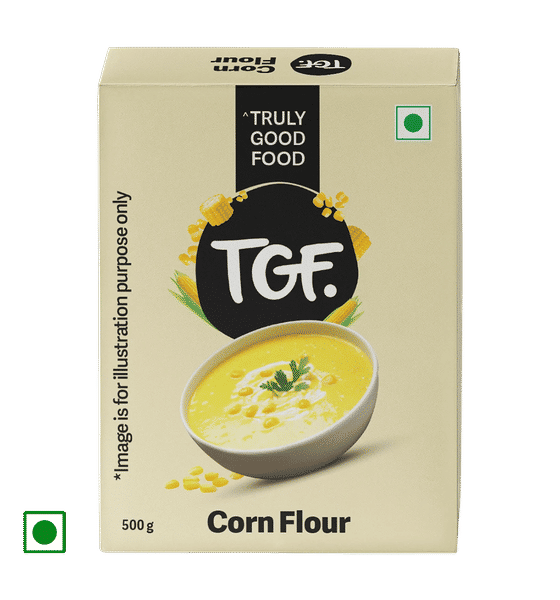 Corn
Flour
TGF.
^TRULY
GOOD
FOOD
TGF.
*Image is for illustration purpose only
500 g
Corn Flour